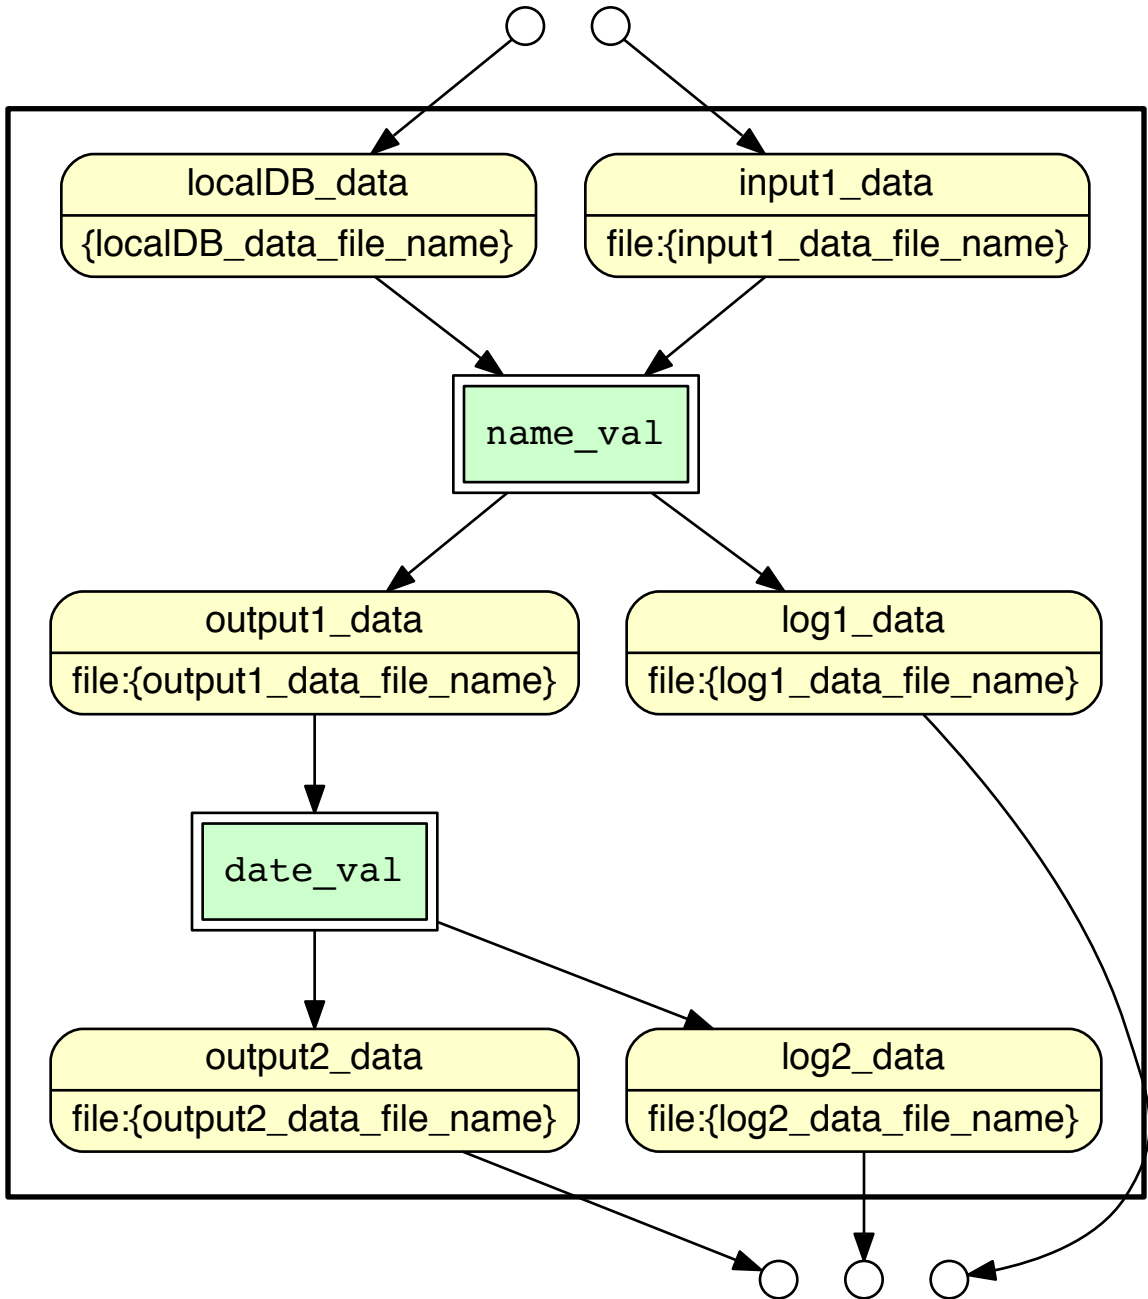 localDB_data
{localDB_data_file_name}
input1_data
file:{input1_data_file_name}
name_val
output1_data
file:{output1_data_file_name}
log1_data
file:{log1_data_file_name}
date_val
output2_data
file:{output2_data_file_name}
log2_data
file:{log2_data_file_name}